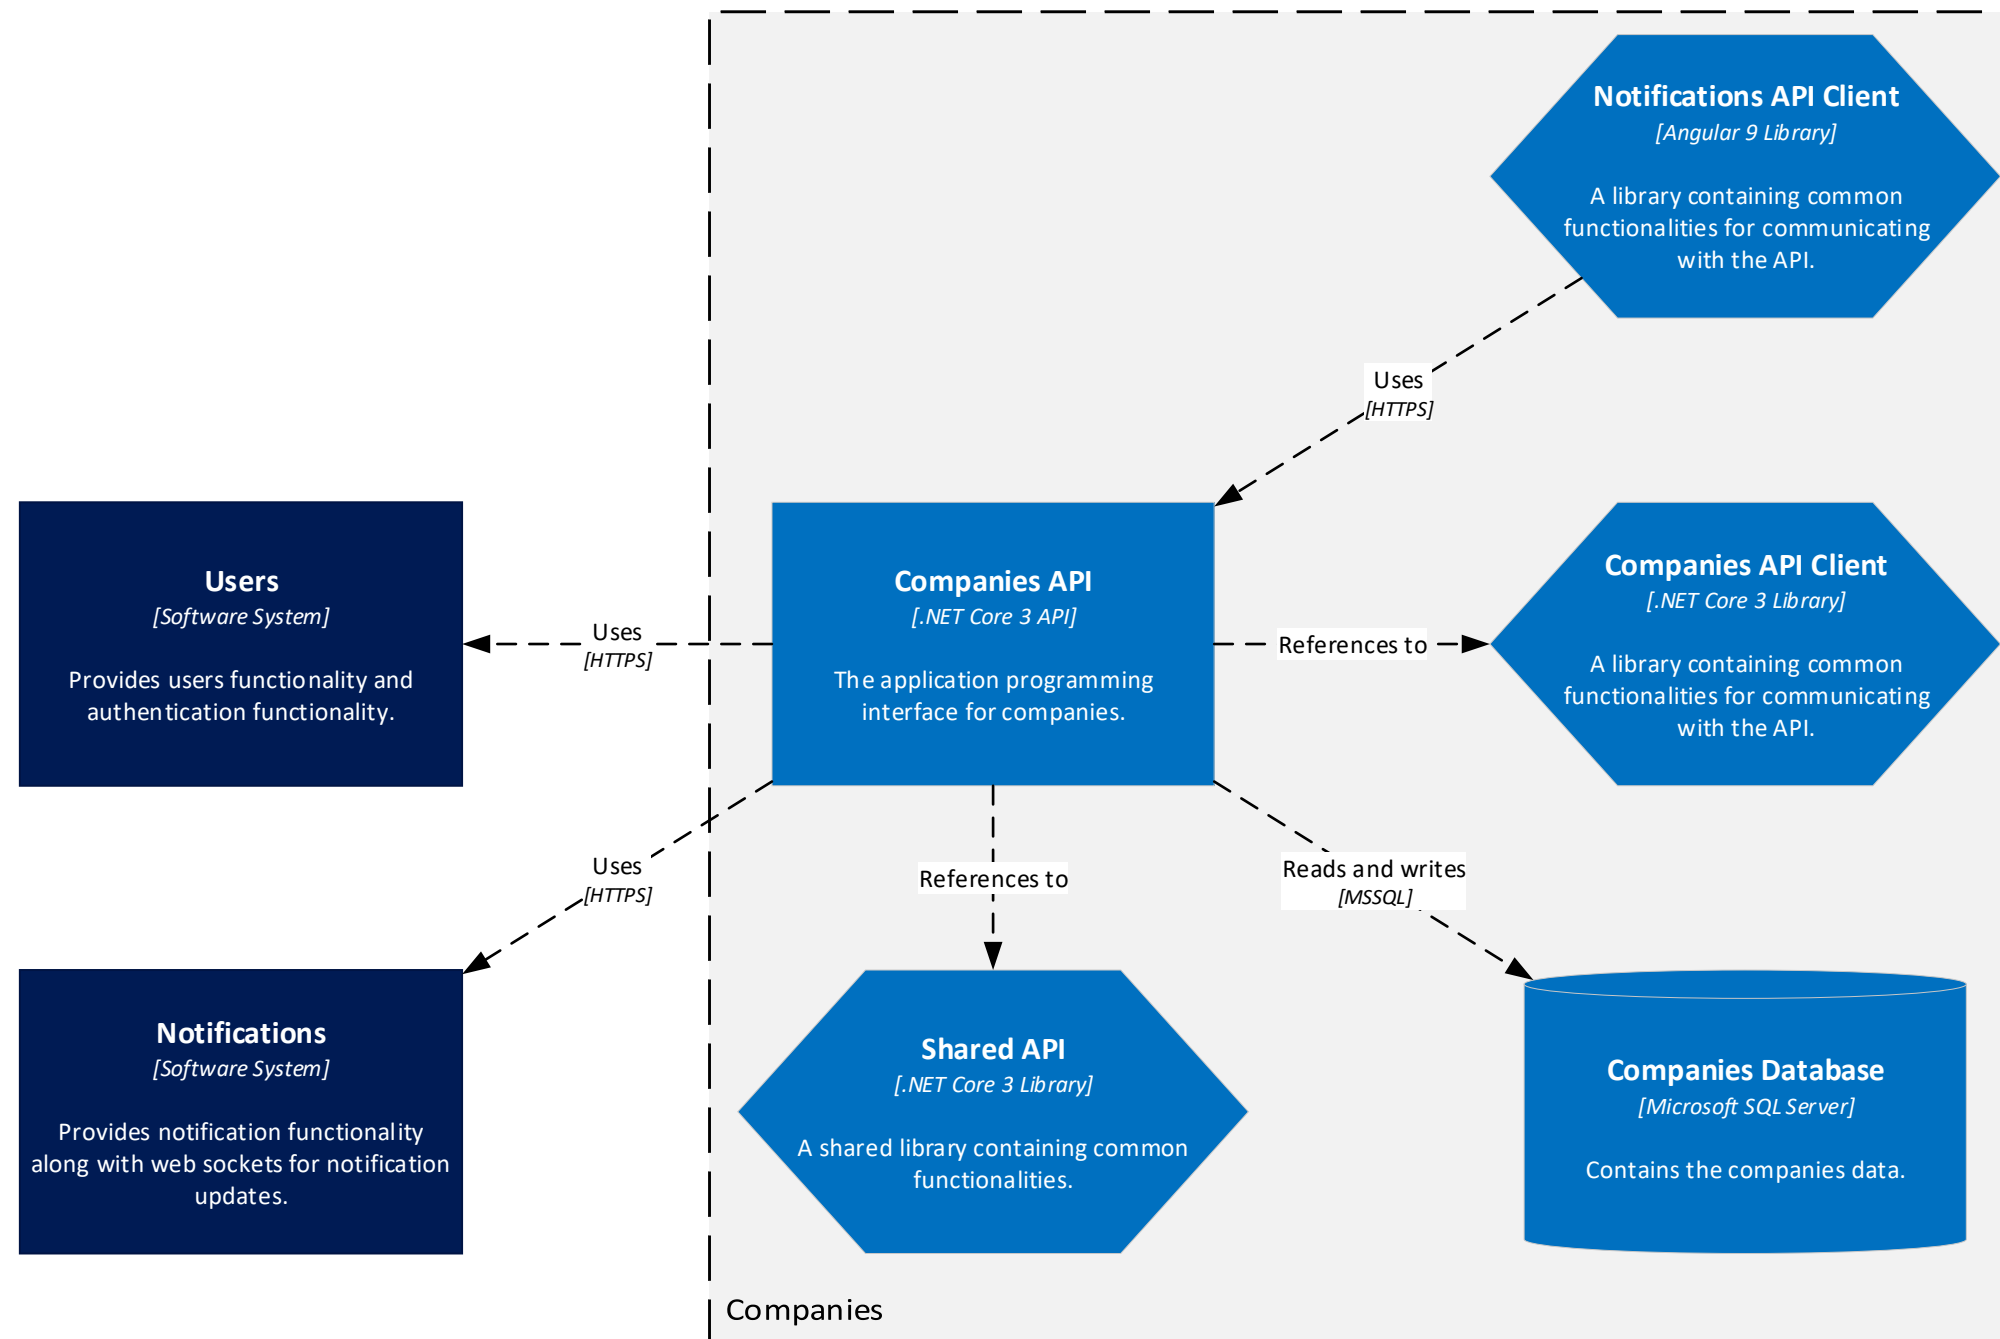 Notifications API Client
[Angular 9 Library]
A library containing common
functionalities for communicating
with the API.
Uses
[HTTPS]
Users
[Software System]
Provides users functionality and
authentication functionality.
Uses
[HTTPS]
Companies API
[.NET Core 3 API]
The application programming
interface for companies.
References to
Companies API Client
[.NET Core 3 Library]
A library containing common
functionalities for communicating
with the API.
Uses
[HTTPS]
References to
Reads and writes
[MSSQL]
Notifications
[Software System]
Provides notification functionality
along with web sockets for notification
updates.
Shared API
[.NET Core 3 Library]
A shared library containing common
functionalities.
Companies Database
[Microsoft SQL Server]
Contains the companies data.
Companies